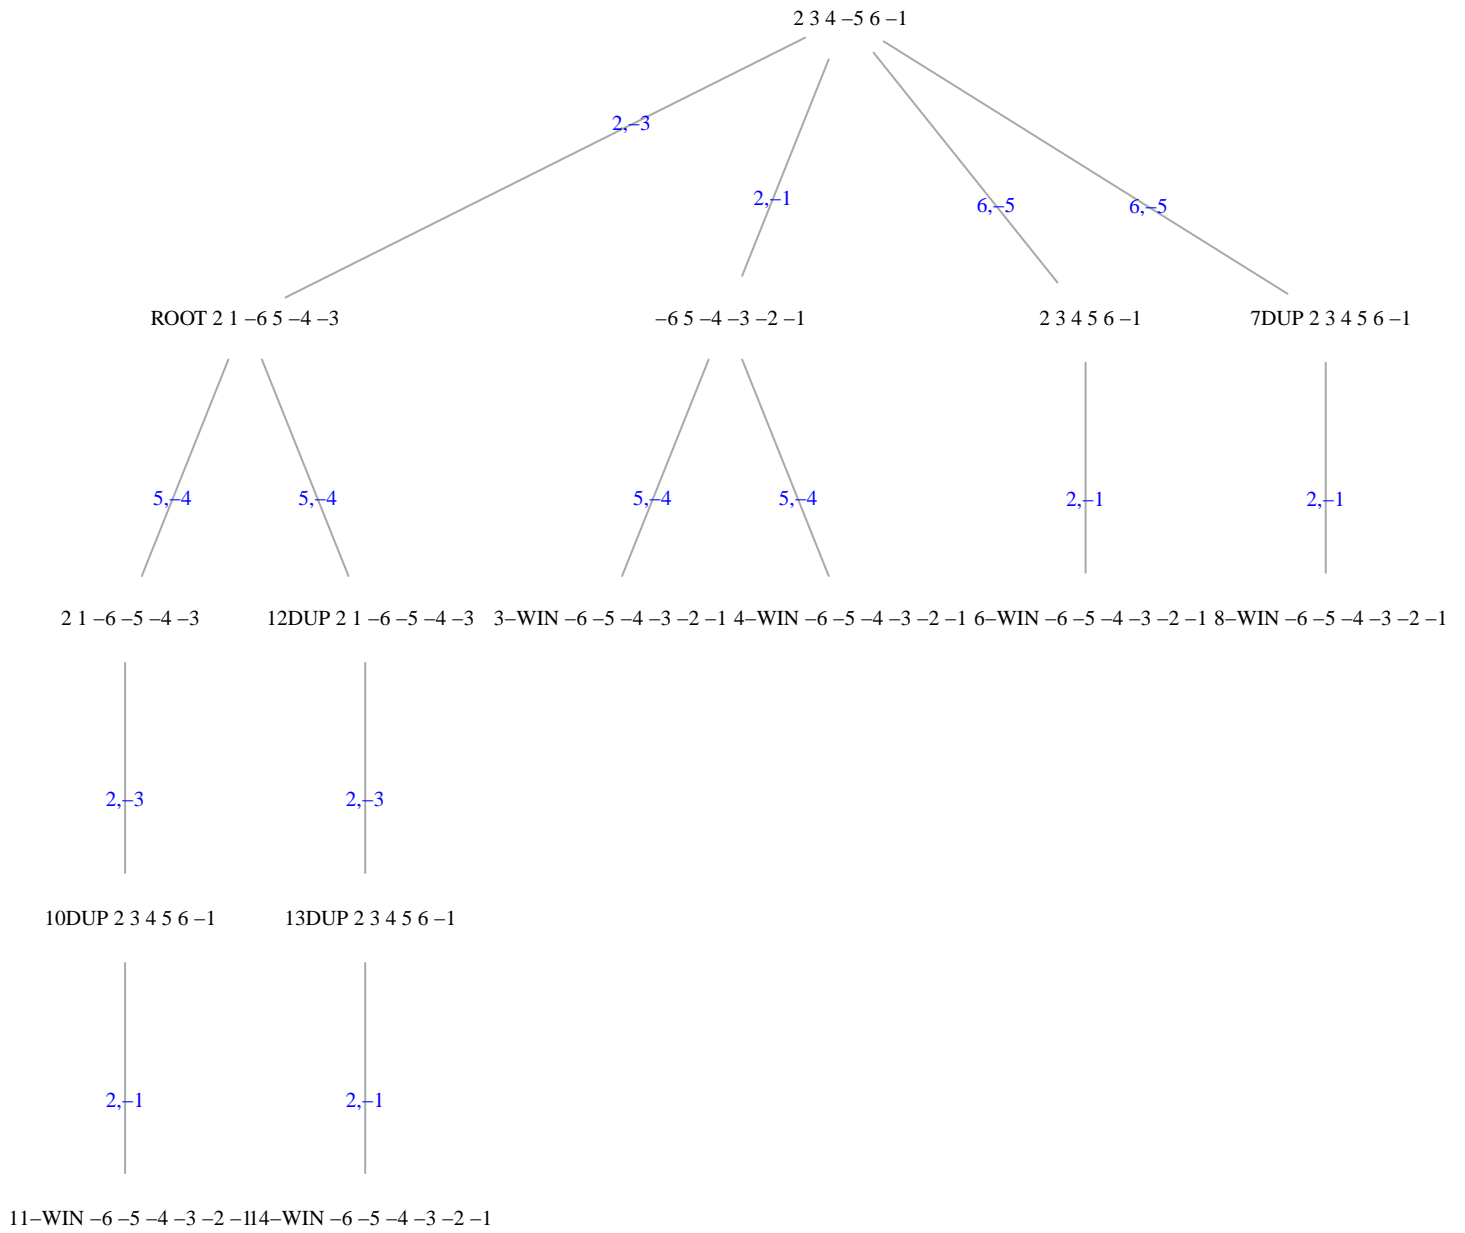 2 3 4 –5 6 –1
2,–3
2,–1
6,–5
6,–5
ROOT 2 1 –6 5 –4 –3
–6 5 –4 –3 –2 –1
2 3 4 5 6 –1
7DUP 2 3 4 5 6 –1
5,–4
5,–4
5,–4
5,–4
2,–1
2,–1
2 1 –6 –5 –4 –3
12DUP 2 1 –6 –5 –4 –3
3–WIN –6 –5 –4 –3 –2 –1
4–WIN –6 –5 –4 –3 –2 –1
6–WIN –6 –5 –4 –3 –2 –1
8–WIN –6 –5 –4 –3 –2 –1
2,–3
2,–3
10DUP 2 3 4 5 6 –1
13DUP 2 3 4 5 6 –1
2,–1
2,–1
11–WIN –6 –5 –4 –3 –2 –1
14–WIN –6 –5 –4 –3 –2 –1